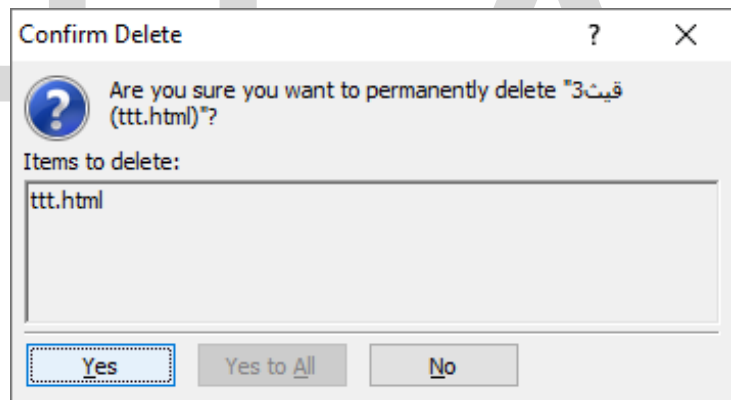 Confirm Delete
Are you sure you want to permanently delete "3قيث
(ttt.html)"?
Items to delete:
ttt.html
Yes Yes to All No